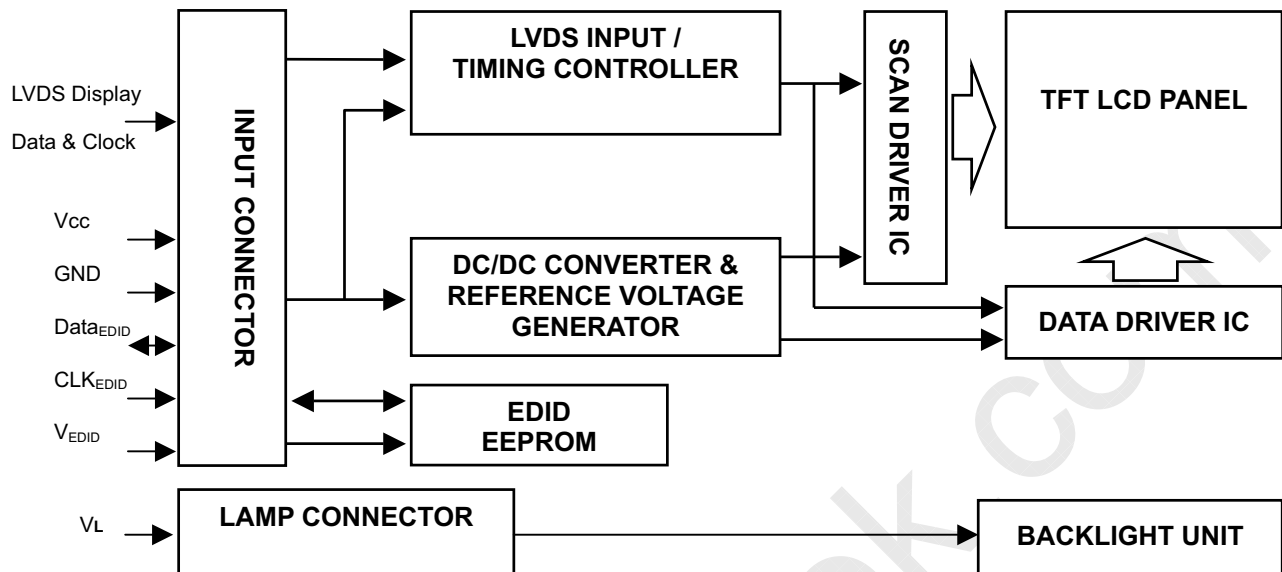 LVDS Display
Data & Clock
Vcc
GND
DataEDID
CLKEDID
VEDID
VL
INPUT CONNECTOR
LVDS INPUT /
TIMING CONTROLLER
DC/DC CONVERTER &
REFERENCE VOLTAGE
GENERATOR
EDID
EEPROM
LAMP CONNECTOR
SCAN DRIVER IC
TFT LCD PANEL
DATA DRIVER IC
BACKLIGHT UNIT